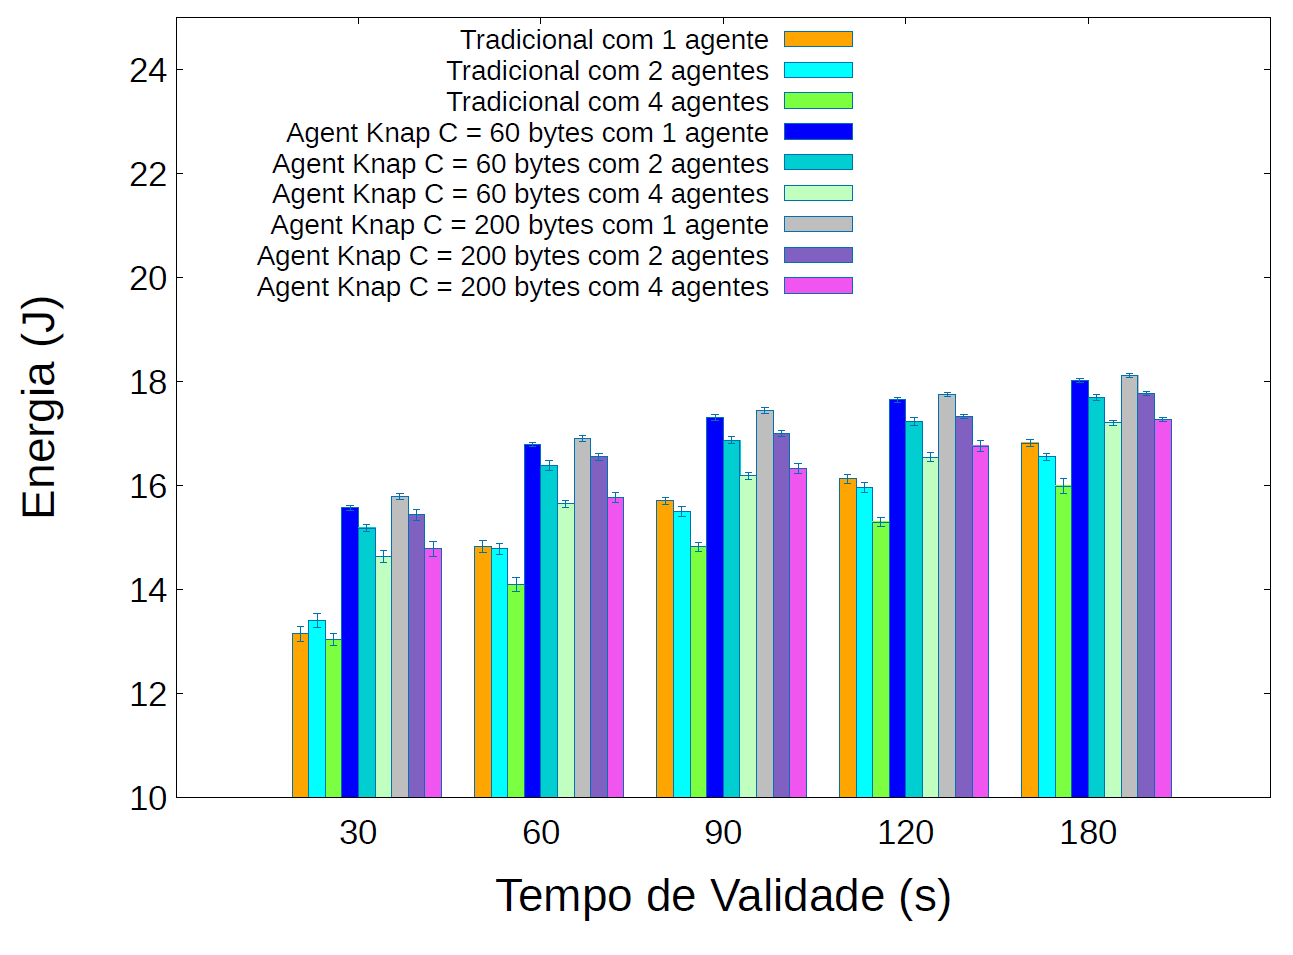 Tradicional com 1 agente
Tradicional com 2 agentes
Tradicional com 4 agentes
Agent Knap C = 60 bytes com 1 agente
Agent Knap C = 60 bytes com 2 agentes
Agent Knap C = 60 bytes com 4 agentes
Agent Knap C = 200 bytes com 1 agente
Agent Knap C = 200 bytes com 2 agentes
Agent Knap C = 200 bytes com 4 agentes
24
22
20
18
16
14
12
10
Energia (J)
30 60 90 120 180
Tempo de Validade (s)